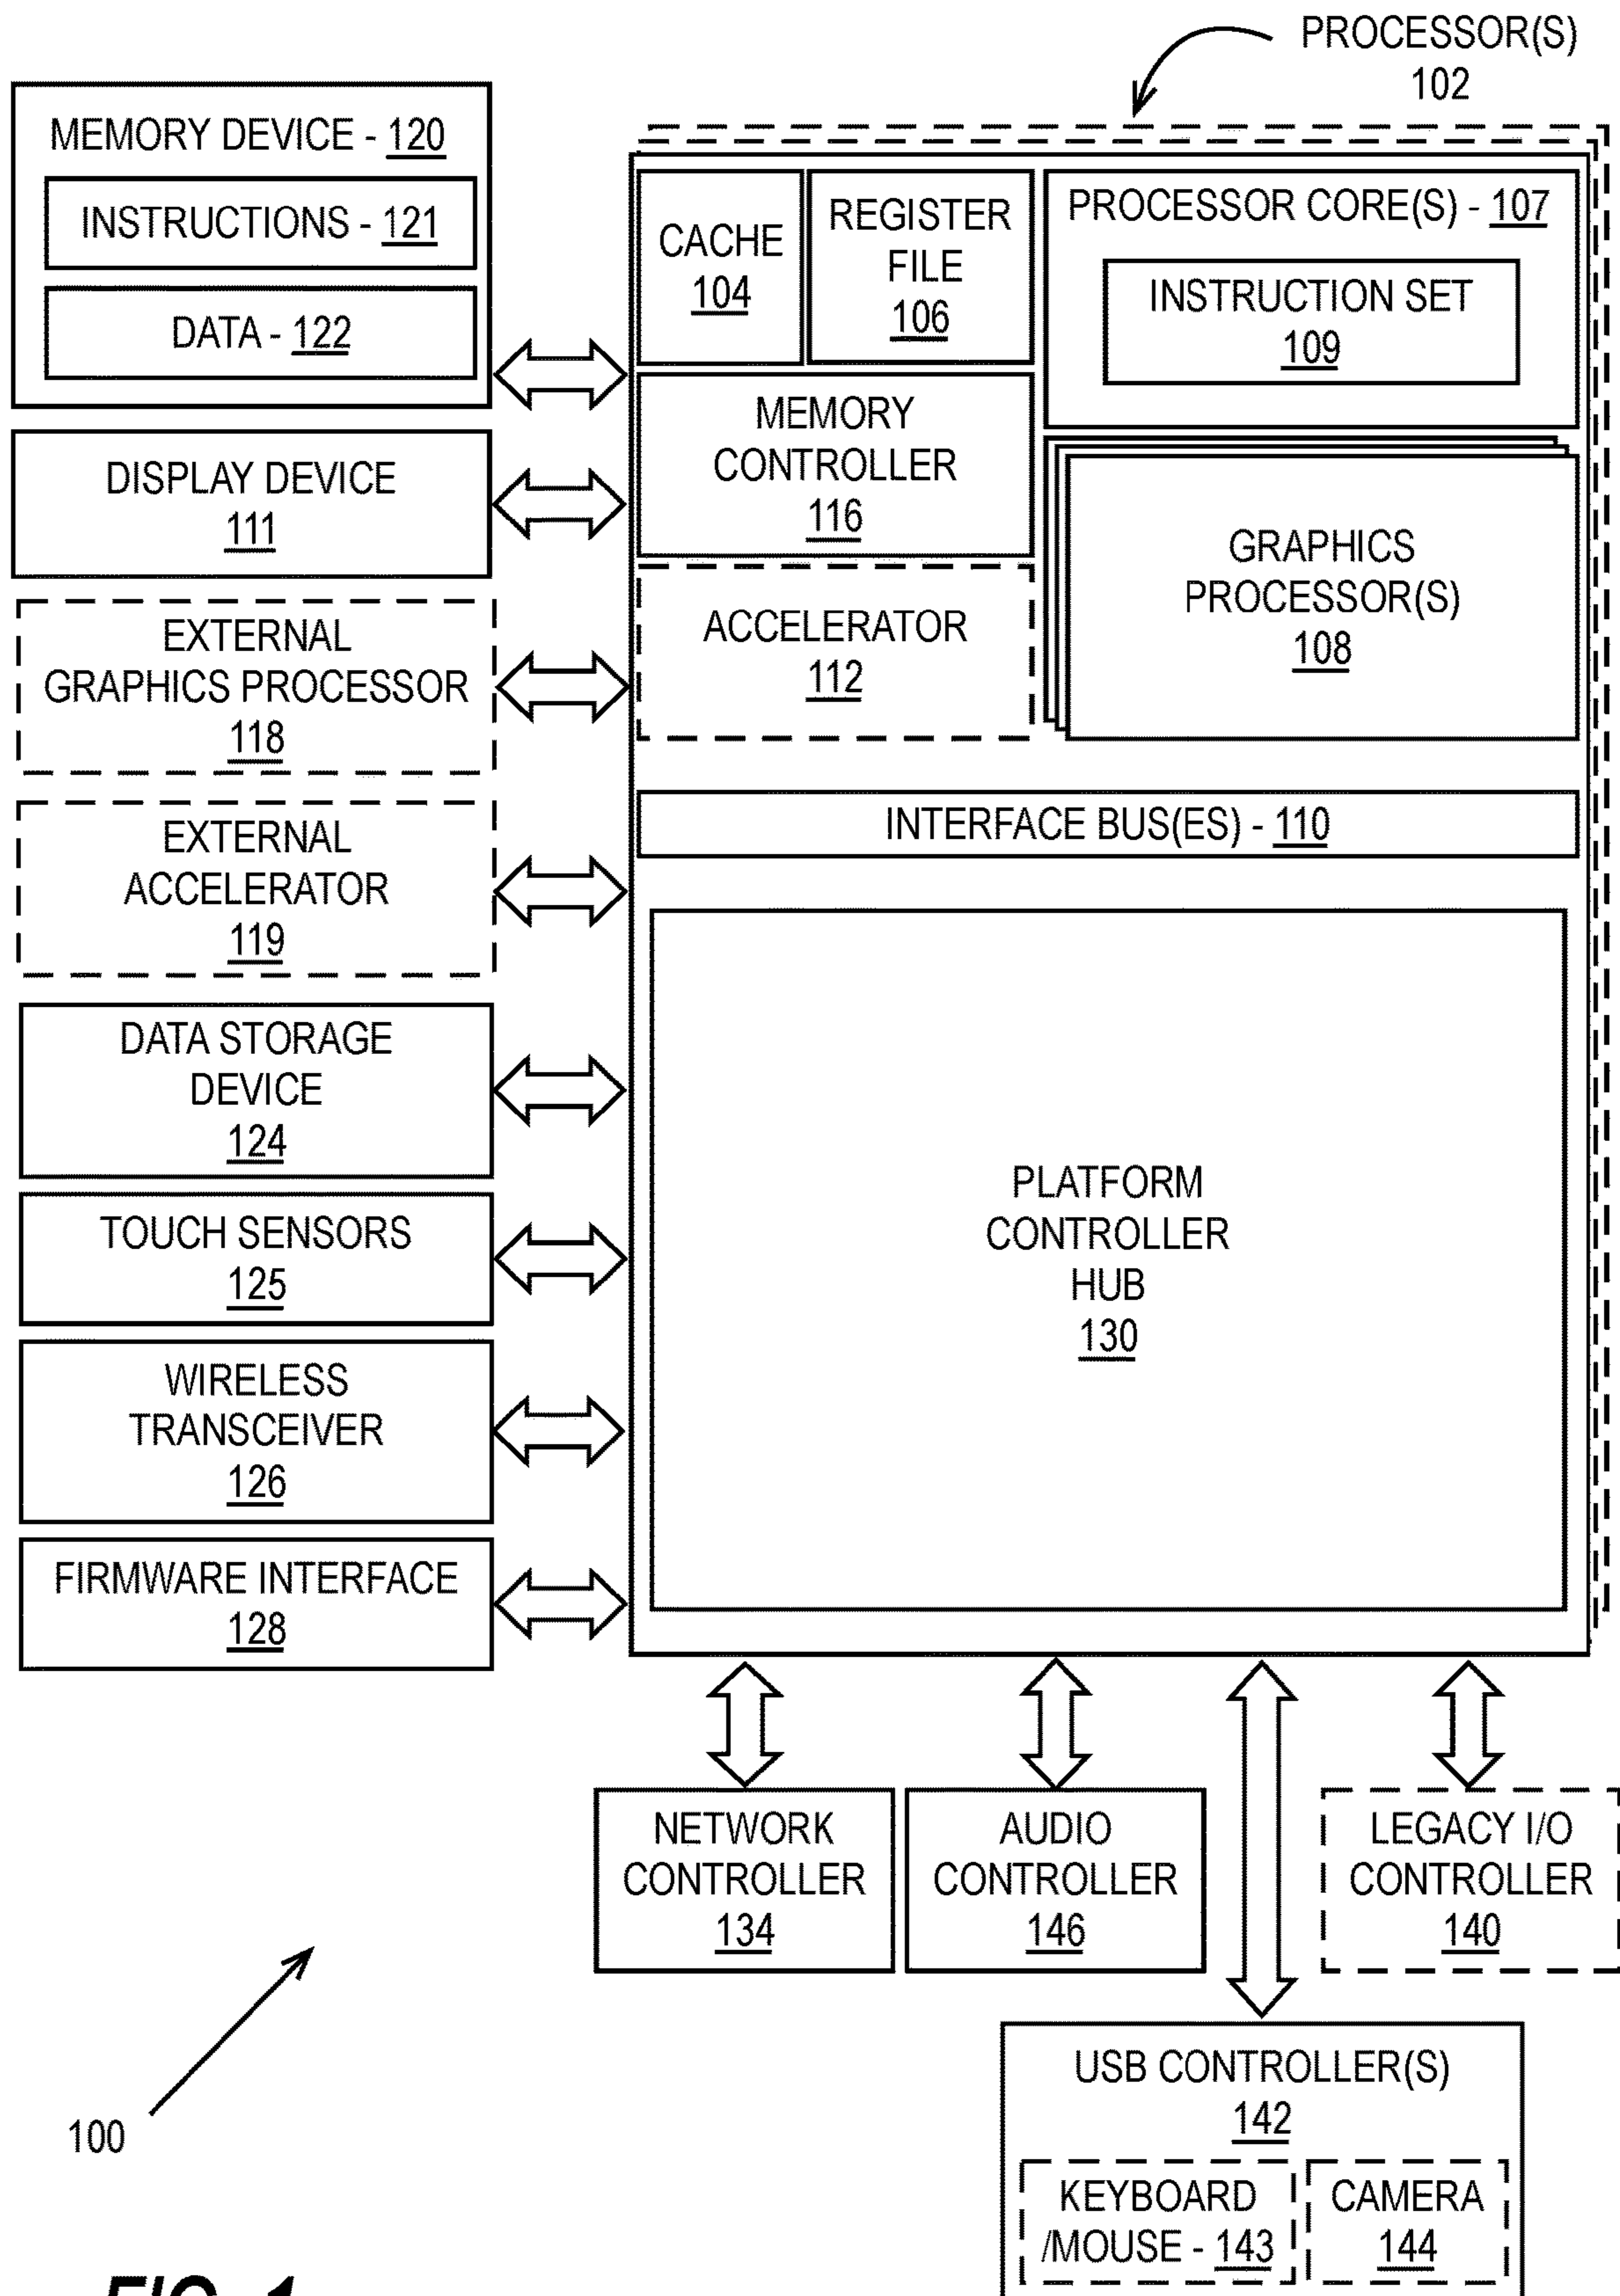 PROCESSOR(S)
102
MEMORY DEVICE - 120
INSTRUCTIONS - 121
DATA - 122
DISPLAY DEVICE
111
EXTERNAL
GRAPHICS PROCESSOR
118
EXTERNAL
ACCELERATOR
119
DATA STORAGE
DEVICE
124
TOUCH SENSORS
125
WIRELESS
TRANSCEIVER
126
FIRMWARE INTERFACE
128
CACHE
104
REGISTER
FILE
106
PROCESSOR CORE(S) - 107
INSTRUCTION SET
109
MEMORY
CONTROLLER
116
ACCELERATOR
112
GRAPHICS
PROCESSOR(S)
108
INTERFACE BUS(ES) - 110
PLATFORM
CONTROLLER
HUB
130
NETWORK
CONTROLLER
134
AUDIO
CONTROLLER
146
LEGACY I/O
CONTROLLER
140
USB CONTROLLER(S)
142
KEYBOARD
/MOUSE - 143
CAMERA
144
100
FIG. 1